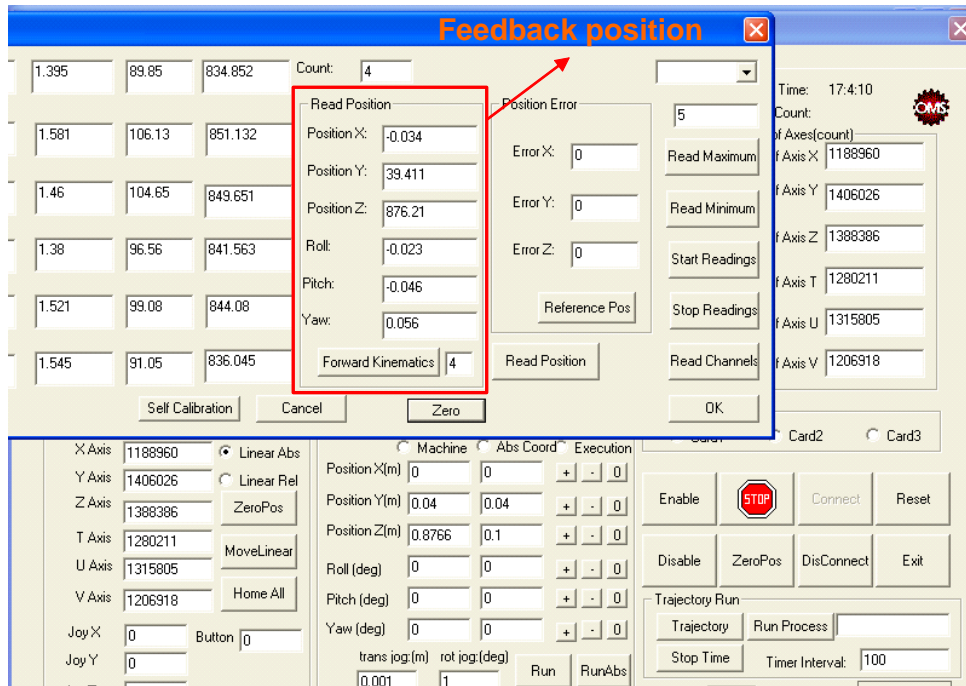 Feedback position
1.395 89.85 834.852 Count: 4
Time: 17:4:10
Count:
Read Position Position Error 5
f Axes(count)
1.581 106.13 851.132 Position X: -0.034 Error X: 0 Read Maximum f Axis X 1188960
1.46 104.65 849.651 Position Y: 39.411 f Axis Y 1406026
Position Z: 876.21 Error Y: 0 Read Minimum
1.38 96.56 841.563 Roll: -0.023 Error Z: 0 Start Readings f Axis Z 1388386
Pitch: -0.046 f Axis T 1280211
1.521 99.08 844.08 Yaw: 0.056 Reference Pos Stop Readings f Axis U 1315805
1.545 91.05 836.045 Forward Kinematics 4 Read Position Read Channels f Axis V 1206918
Self Calibration Cancel Zero OK
OMS
X Axis 1188960 Linear Abs
Y Axis 1406026 Linear Rel
Z Axis 1388386 ZeroPos
T Axis 1280211 MoveLinear
U Axis 1315805
V Axis 1206918 Home All
Joy X 0 Button 0
Joy Y 0
Machine Abs Coord Execution
Position X(m) 0 0 + - 0
Position Y(m) 0.04 0.04 + - 0
Position Z(m) 0.8766 0.1 + - 0
Roll (deg) 0 0 + - 0
Pitch (deg) 0 0 + - 0
Yaw (deg) 0 0 + - 0
trans jog:(m) rot jog:(deg)
0.001 1 Run RunAbs
Card2 Card3
Enable STOP Connect Reset
Disable ZeroPos DisConnect Exit
Trajectory Run
Trajectory Run Process
Stop Time Timer Interval: 100